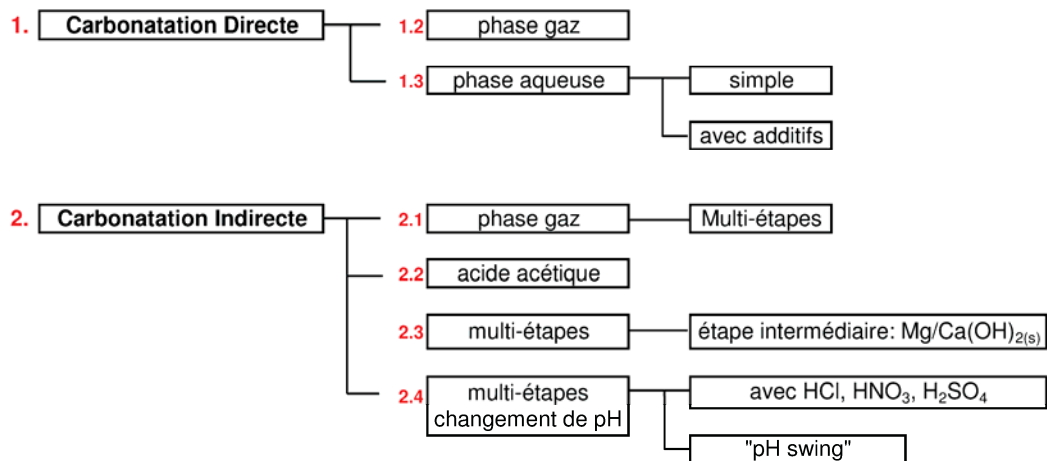 1. Carbonatation Directe 1.2 phase gaz
1.3 phase aqueuse simple
avec additifs
2. Carbonatation Indirecte 2.1 phase gaz Multi-étapes
2.2 acide acétique
2.3 multi-étapes étape intermédiaire: Mg/Ca(OH)₂₍ₛ₎
2.4 multi-étapes avec HCl, HNO₃, H₂SO₄
changement de pH
"pH swing"